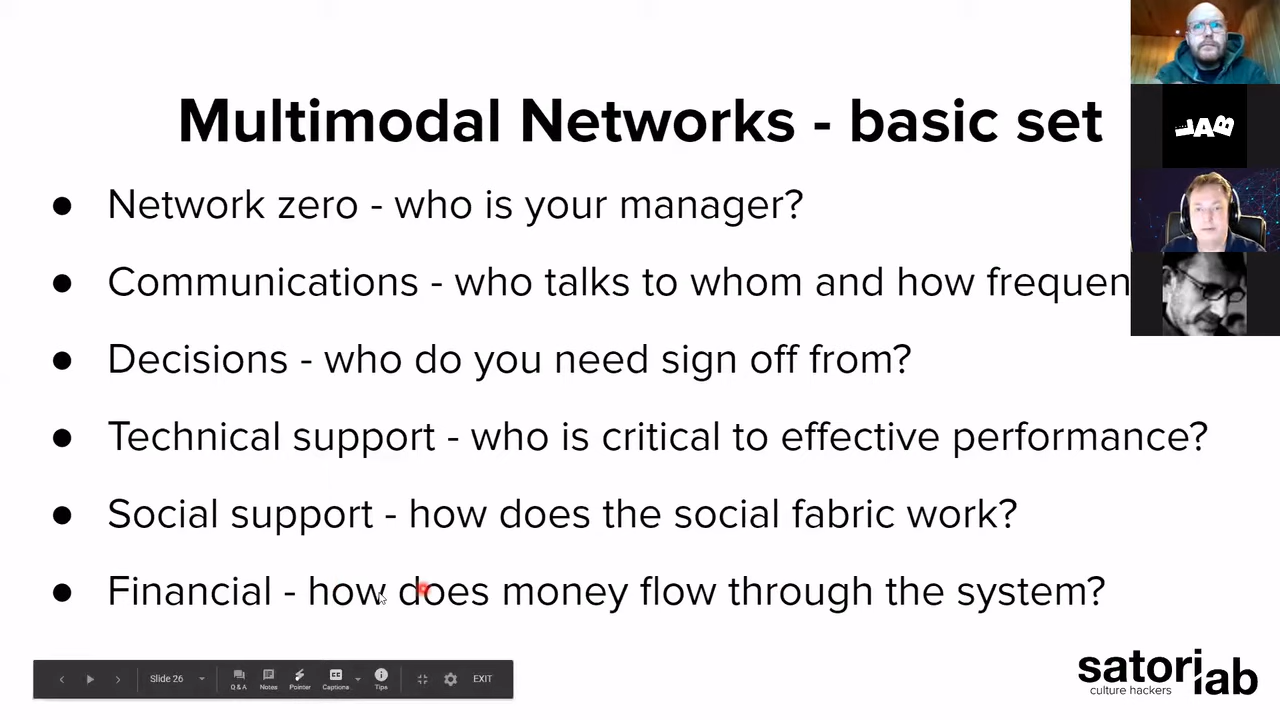 Multimodal Networks - basic set
LAB
● Network zero - who is your manager?
● Communications - who talks to whom and how frequen
● Decisions - who do you need sign off from?
● Technical support - who is critical to effective performance?
● Social support - how does the social fabric work?
● Financial - how does money flow through the system?
Slide 26 Q&A Notes Pointer Captions Tips EXIT
satori lab
culture hackers